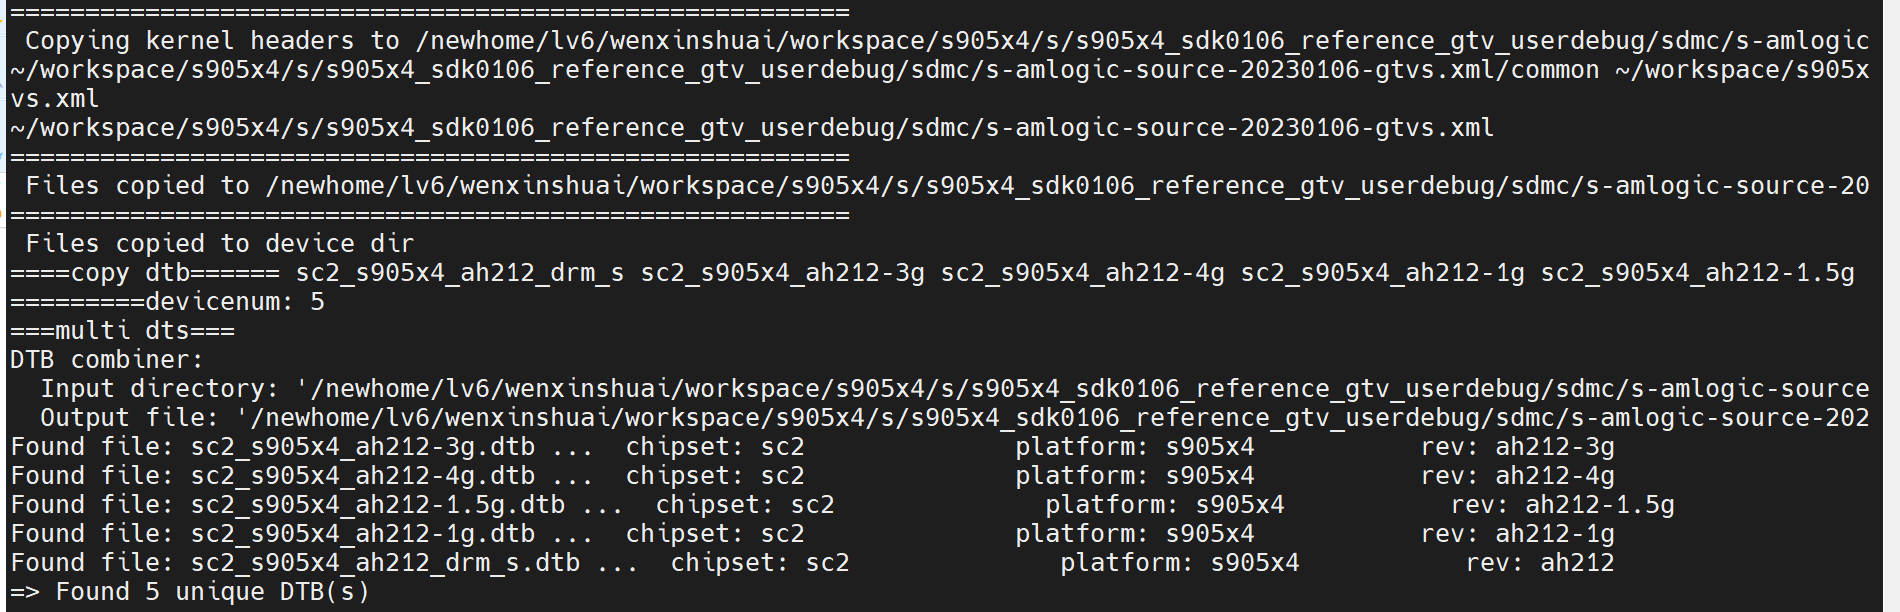 ========================================================
 Copying kernel headers to /newhome/lv6/wenxinshuai/workspace/s905x4/s/s905x4_sdk0106_reference_gtv_userdebug/sdmc/s-amlogic
~/workspace/s905x4/s/s905x4_sdk0106_reference_gtv_userdebug/sdmc/s-amlogic-source-20230106-gtvs.xml/common ~/workspace/s905x
vs.xml
~/workspace/s905x4/s/s905x4_sdk0106_reference_gtv_userdebug/sdmc/s-amlogic-source-20230106-gtvs.xml
========================================================
 Files copied to /newhome/lv6/wenxinshuai/workspace/s905x4/s/s905x4_sdk0106_reference_gtv_userdebug/sdmc/s-amlogic-source-20
========================================================
 Files copied to device dir
====copy dtb====== sc2_s905x4_ah212_drm_s sc2_s905x4_ah212-3g sc2_s905x4_ah212-4g sc2_s905x4_ah212-1g sc2_s905x4_ah212-1.5g
=========devicenum: 5
===multi dts===
DTB combiner:
  Input directory: '/newhome/lv6/wenxinshuai/workspace/s905x4/s/s905x4_sdk0106_reference_gtv_userdebug/sdmc/s-amlogic-source
  Output file: '/newhome/lv6/wenxinshuai/workspace/s905x4/s/s905x4_sdk0106_reference_gtv_userdebug/sdmc/s-amlogic-source-202
Found file: sc2_s905x4_ah212-3g.dtb ...  chipset: sc2              platform: s905x4           rev: ah212-3g
Found file: sc2_s905x4_ah212-4g.dtb ...  chipset: sc2              platform: s905x4           rev: ah212-4g
Found file: sc2_s905x4_ah212-1.5g.dtb ...  chipset: sc2              platform: s905x4           rev: ah212-1.5g
Found file: sc2_s905x4_ah212-1g.dtb ...  chipset: sc2              platform: s905x4           rev: ah212-1g
Found file: sc2_s905x4_ah212_drm_s.dtb ...  chipset: sc2              platform: s905x4           rev: ah212
=> Found 5 unique DTB(s)